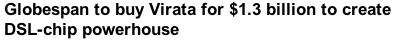 Globespan to buy Virata for $1.3 billion to create
DSL-chip powerhouse